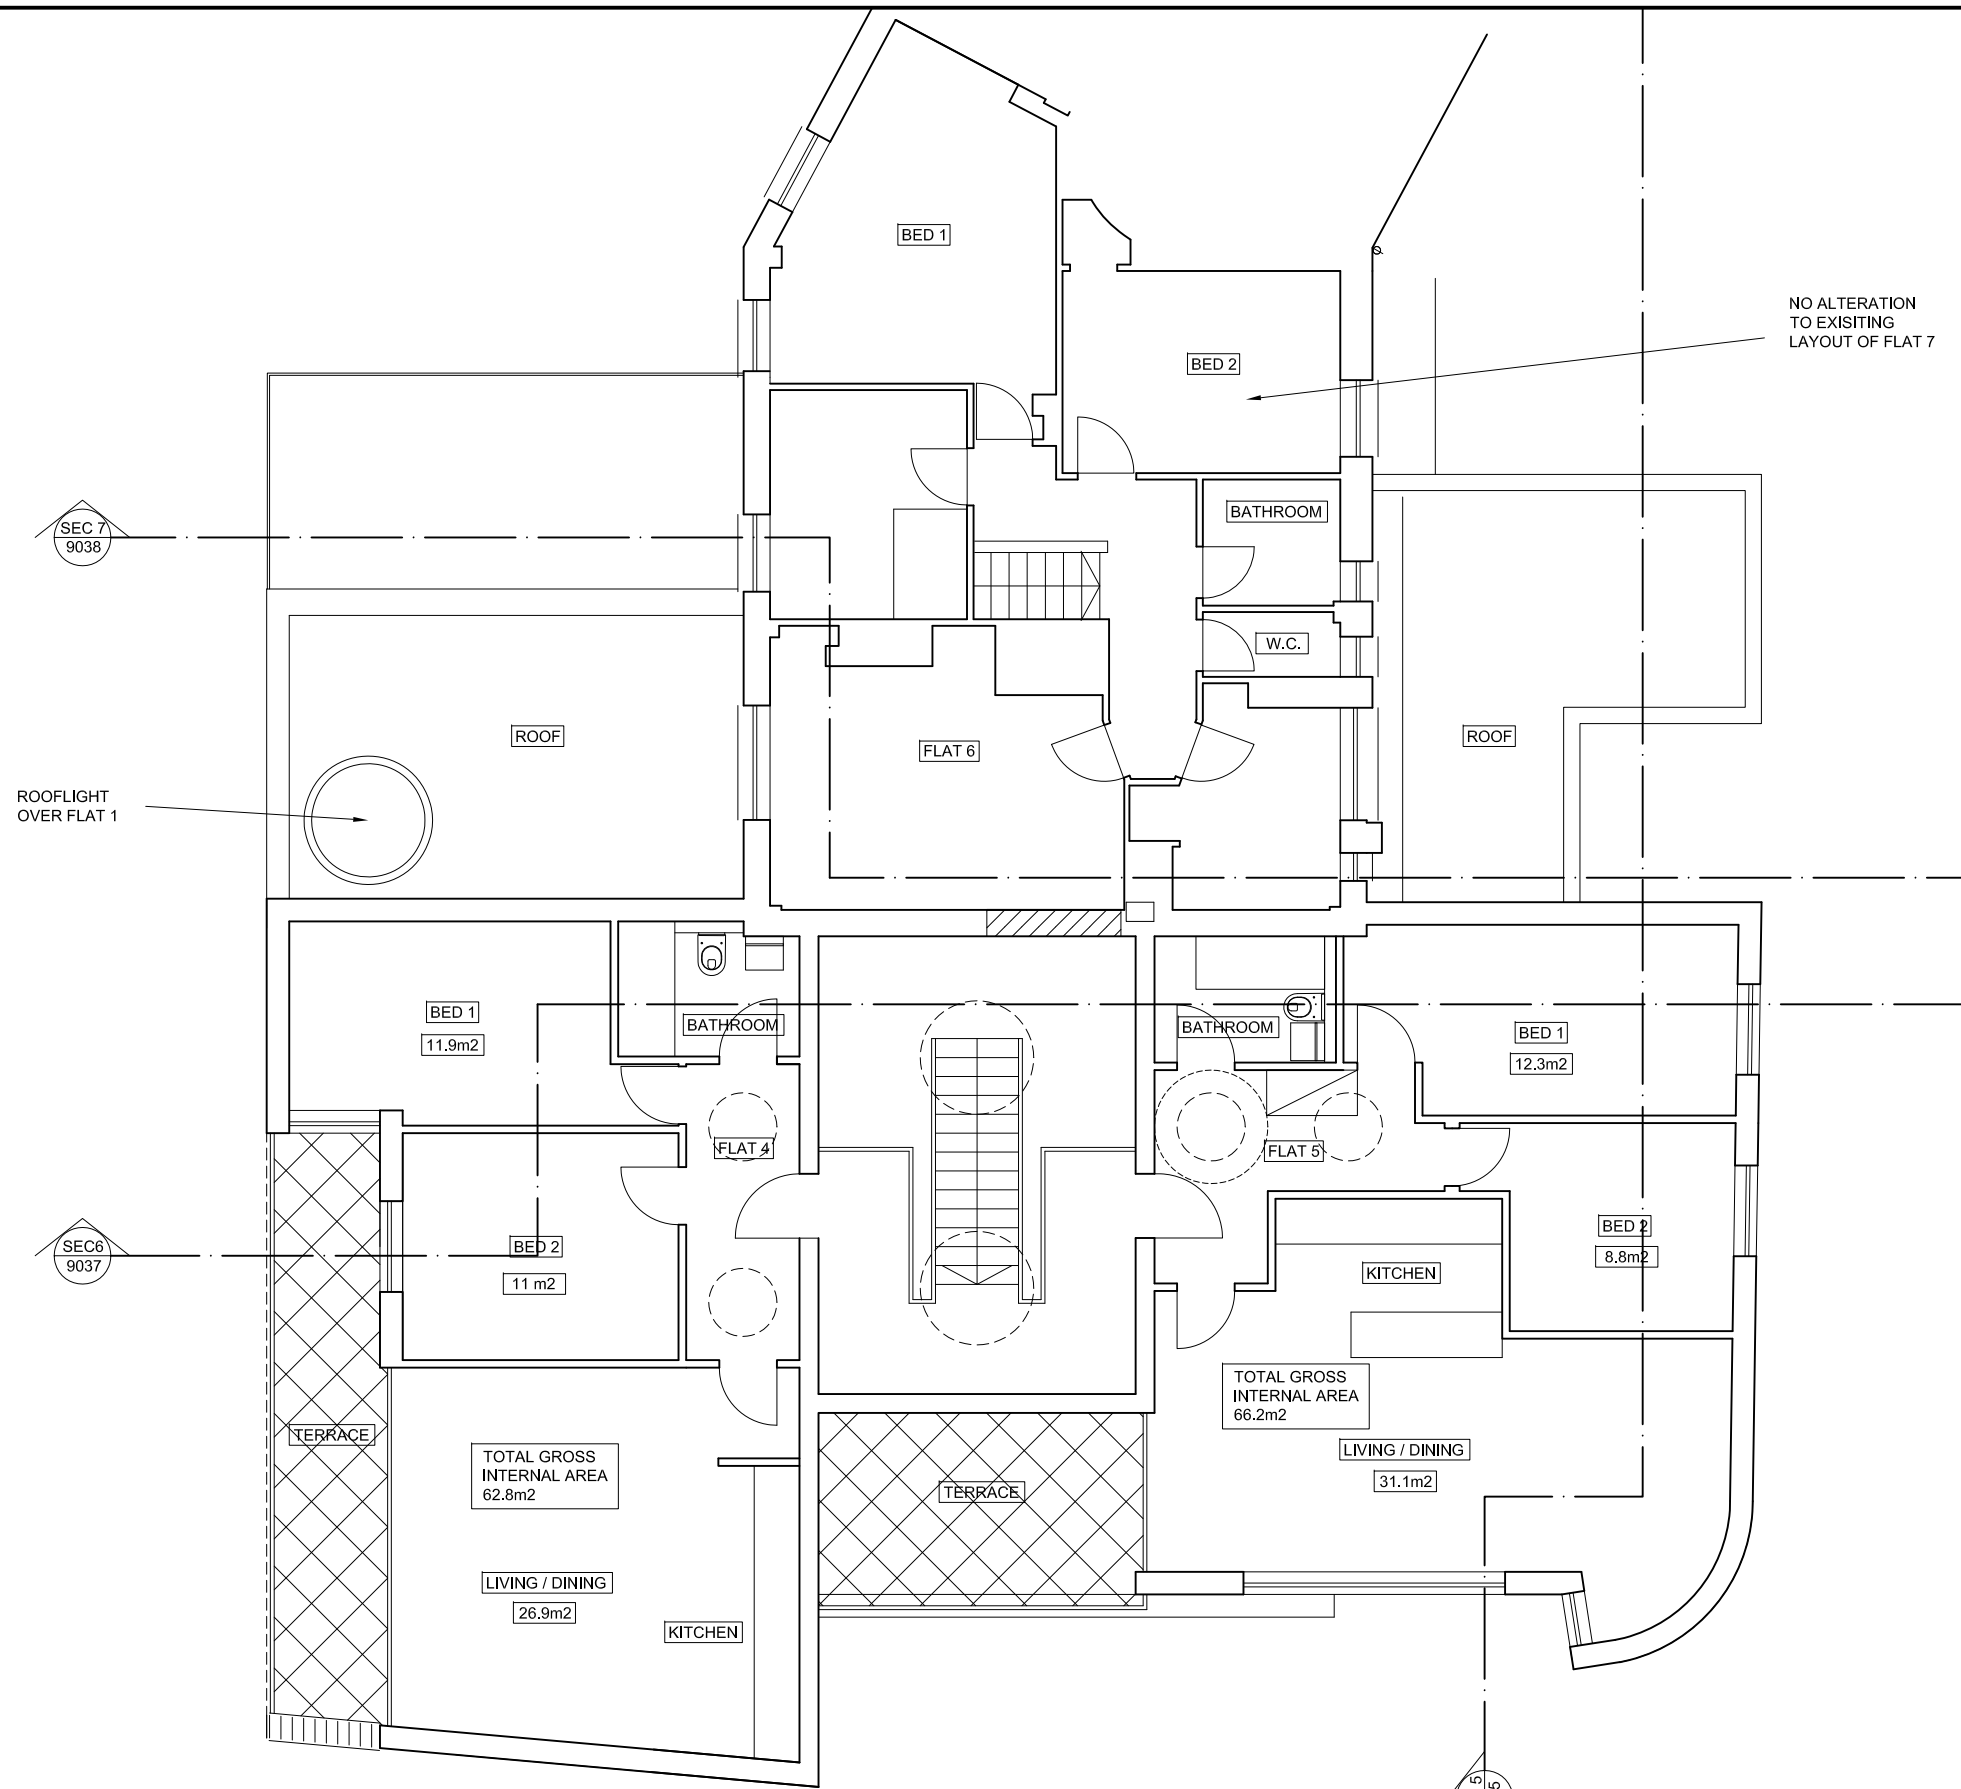 BED 1
NO ALTERATION
TO EXISITING
LAYOUT OF FLAT 7
BED 2
SEC 7
9038
BATHROOM
W.C.
ROOF
FLAT 6
ROOF
ROOFLIGHT
OVER FLAT 1
BED 1
11.9m2
BATHROOM
BATHROOM
BED 1
12.3m2
FLAT 4
FLAT 5
SEC6
9037
BED 2
11 m2
BED 2
8.8m2
KITCHEN
TOTAL GROSS
INTERNAL AREA
66.2m2
TERRACE
TOTAL GROSS
INTERNAL AREA
62.8m2
LIVING / DINING
31.1m2
TERRACE
LIVING / DINING
26.9m2
KITCHEN
5
5